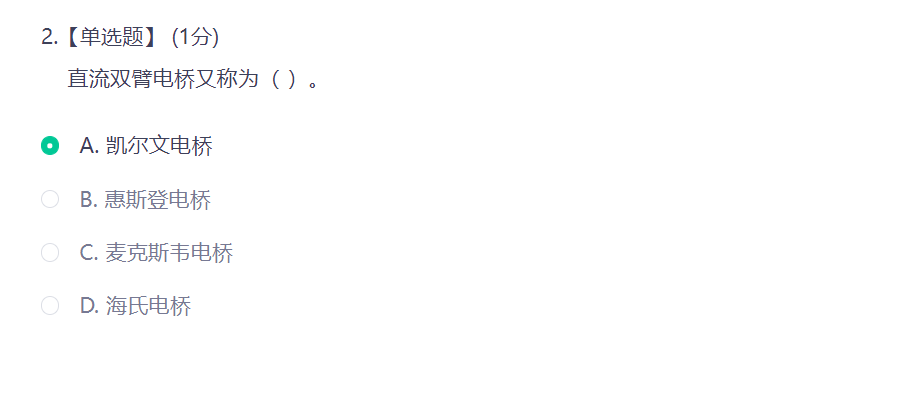 2.【单选题】 (1分)
直流双臂电桥又称为（ ）。
A. 凯尔文电桥
B. 惠斯登电桥
C. 麦克斯韦电桥
D. 海氏电桥